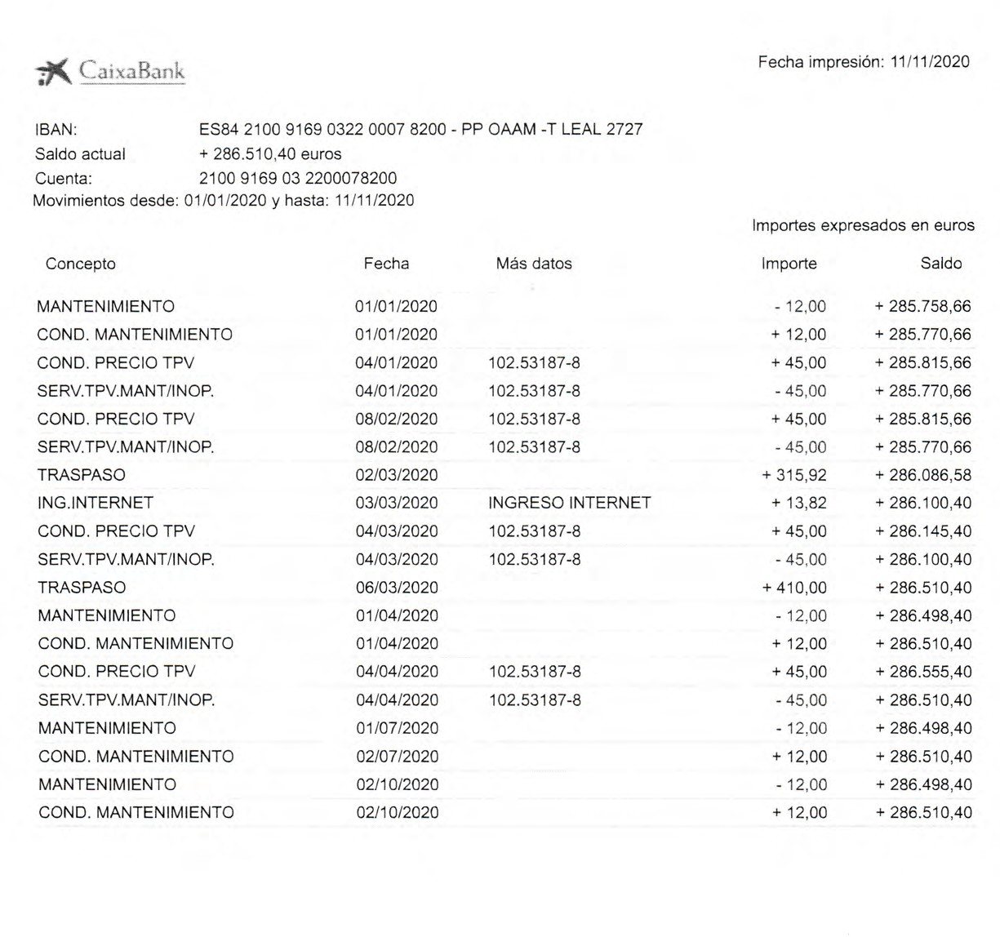 CaixaBank
Fecha impresión: 11/11/2020
IBAN: ES84 2100 9169 0322 0007 8200 - PP OAAM -T LEAL 2727
Saldo actual + 286.510,40 euros
Cuenta: 2100 9169 03 2200078200
Movimientos desde: 01/01/2020 y hasta: 11/11/2020
Importes expresados en euros
Concepto Fecha Más datos Importe Saldo
MANTENIMIENTO 01/01/2020 - 12,00 + 285.758,66
COND. MANTENIMIENTO 01/01/2020 + 12,00 + 285.770,66
COND. PRECIO TPV 04/01/2020 102.53187-8 + 45,00 + 285.815,66
SERV.TPV.MANT/INOP. 04/01/2020 102.53187-8 - 45,00 + 285.770,66
COND. PRECIO TPV 08/02/2020 102.53187-8 + 45,00 + 285.815,66
SERV.TPV.MANT/INOP. 08/02/2020 102.53187-8 - 45,00 + 285.770,66
TRASPASO 02/03/2020 + 315,92 + 286.086,58
ING.INTERNET 03/03/2020 INGRESO INTERNET + 13,82 + 286.100,40
COND. PRECIO TPV 04/03/2020 102.53187-8 + 45,00 + 286.145,40
SERV.TPV.MANT/INOP. 04/03/2020 102.53187-8 - 45,00 + 286.100,40
TRASPASO 06/03/2020 + 410,00 + 286.510,40
MANTENIMIENTO 01/04/2020 - 12,00 + 286.498,40
COND. MANTENIMIENTO 01/04/2020 + 12,00 + 286.510,40
COND. PRECIO TPV 04/04/2020 102.53187-8 + 45,00 + 286.555,40
SERV.TPV.MANT/INOP. 04/04/2020 102.53187-8 - 45,00 + 286.510,40
MANTENIMIENTO 01/07/2020 - 12,00 + 286.498,40
COND. MANTENIMIENTO 02/07/2020 + 12,00 + 286.510,40
MANTENIMIENTO 02/10/2020 - 12,00 + 286.498,40
COND. MANTENIMIENTO 02/10/2020 + 12,00 + 286.510,40